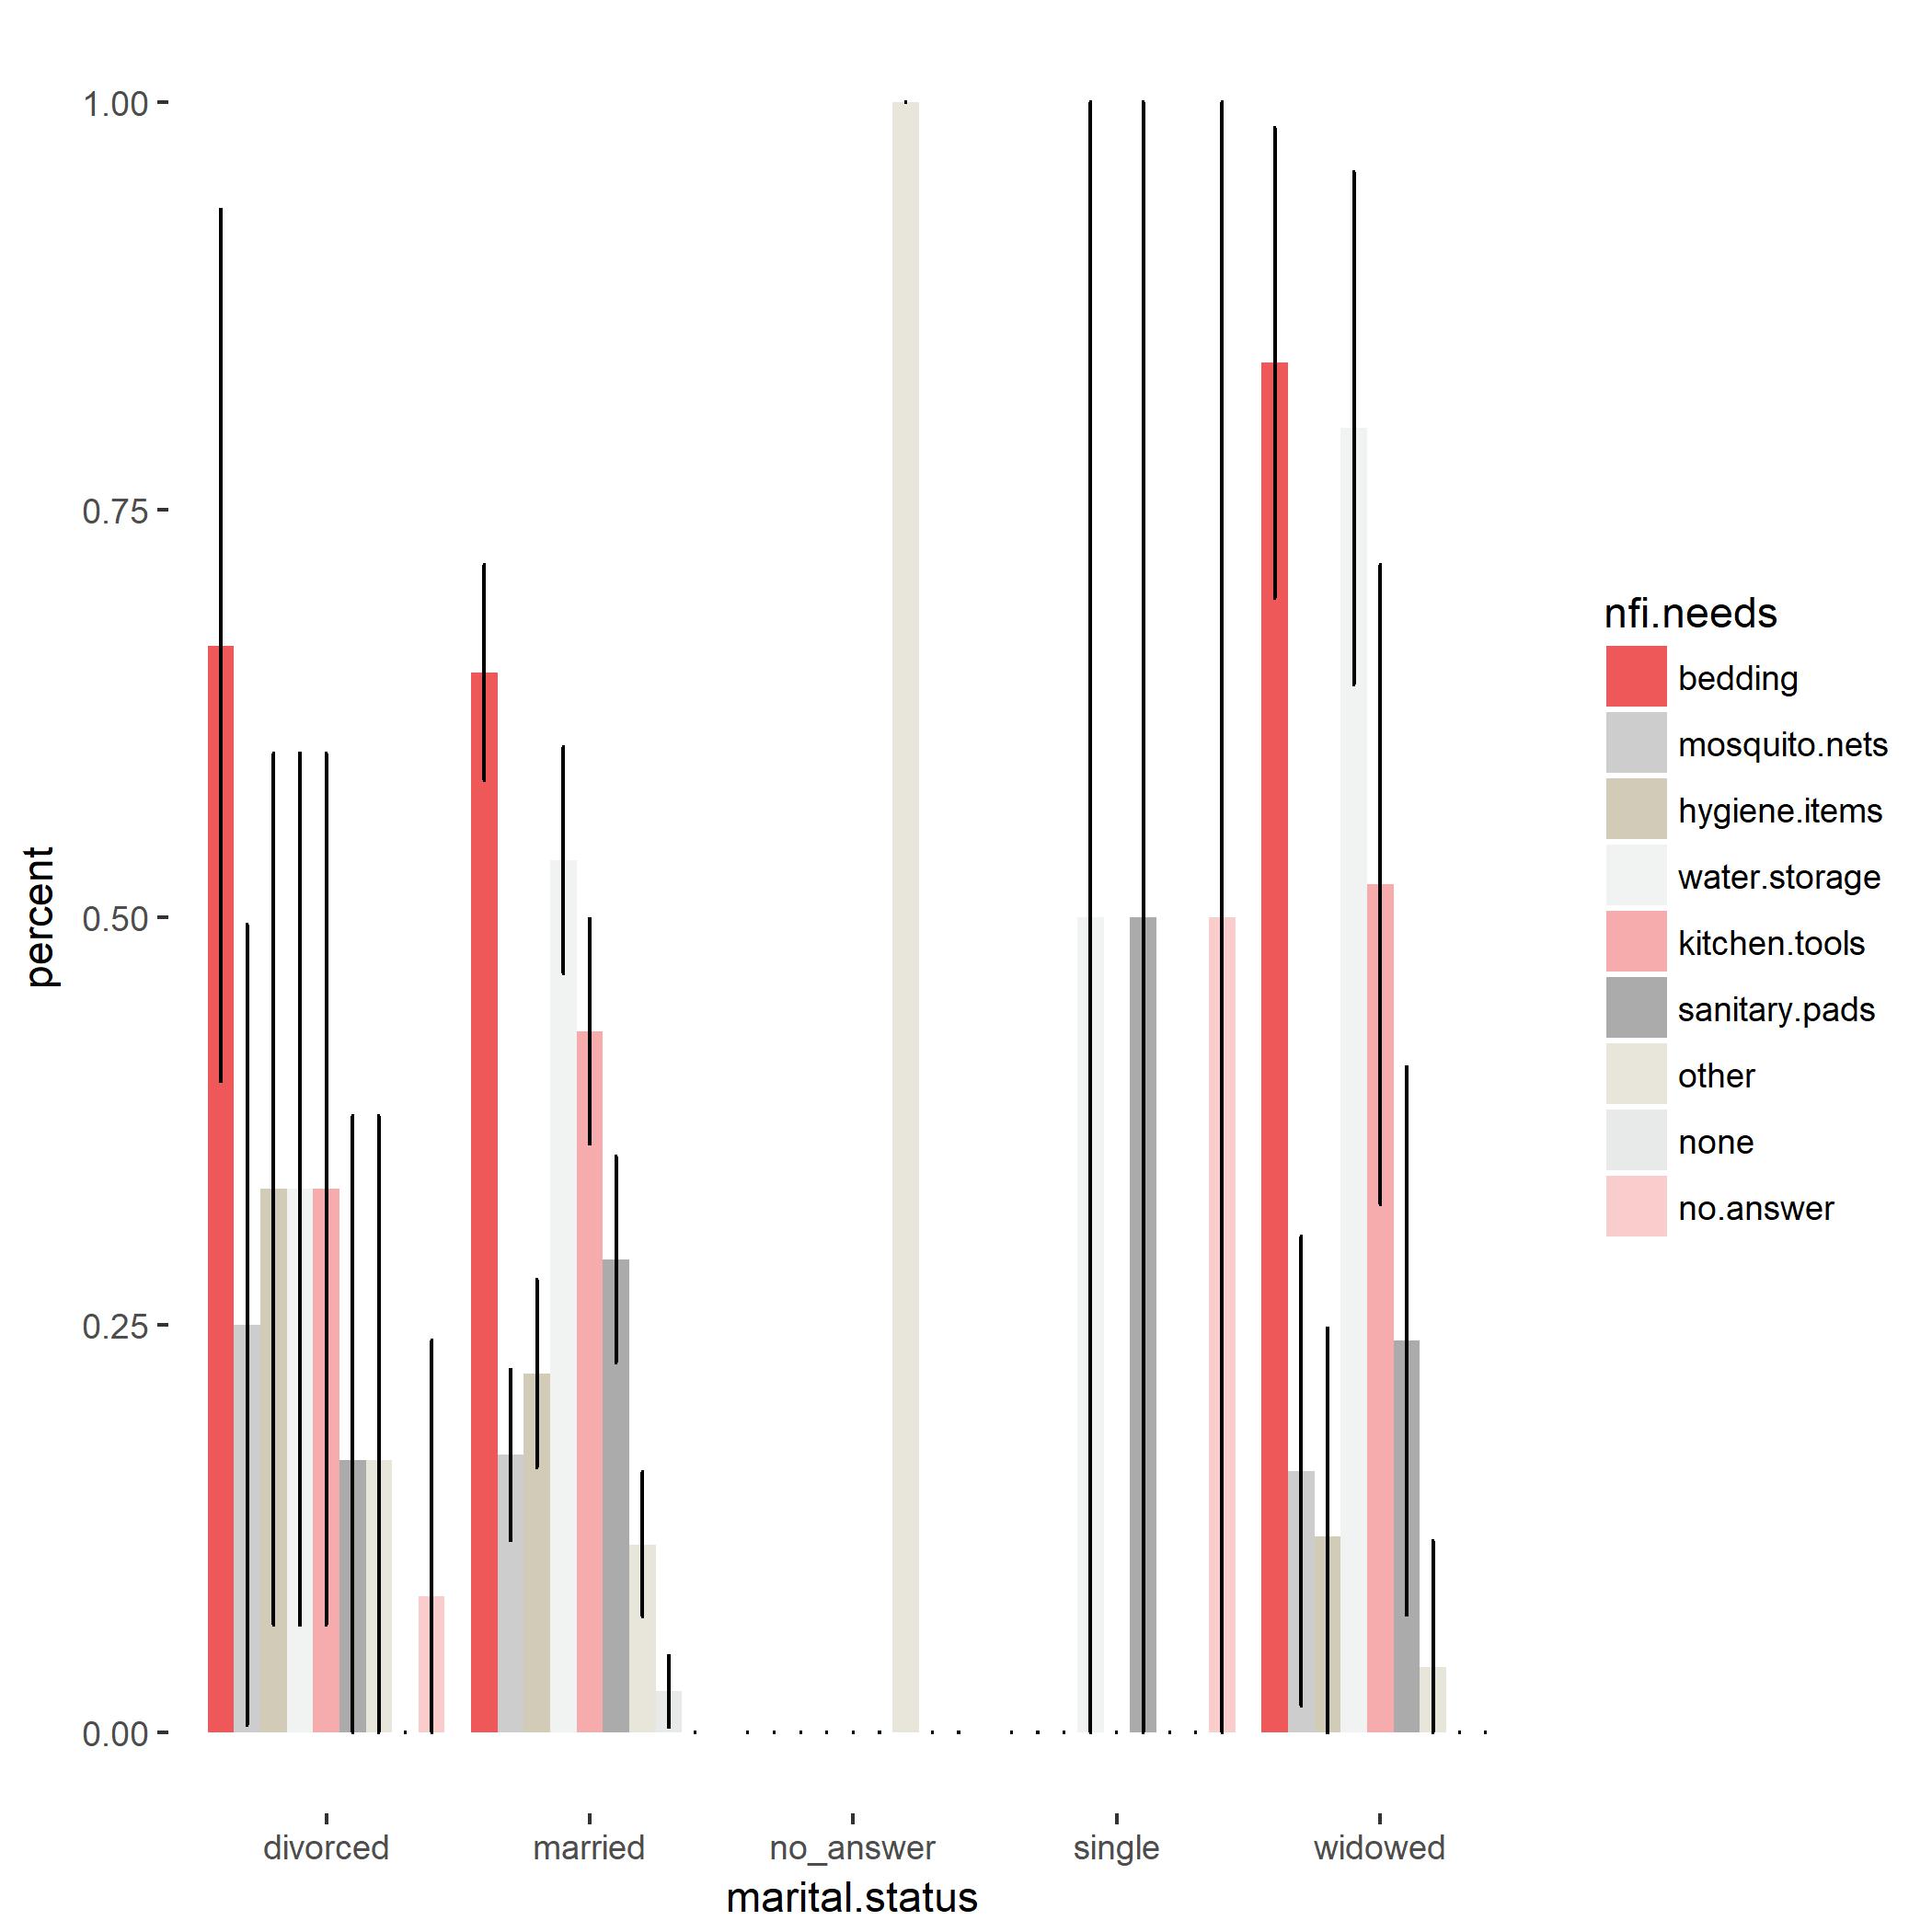 1.00
0.75
0.50
0.25
0.00
percent
divorced
married
no_answer
single
widowed
marital.status
nfi.needs
bedding
mosquito.nets
hygiene.items
water.storage
kitchen.tools
sanitary.pads
other
none
no.answer